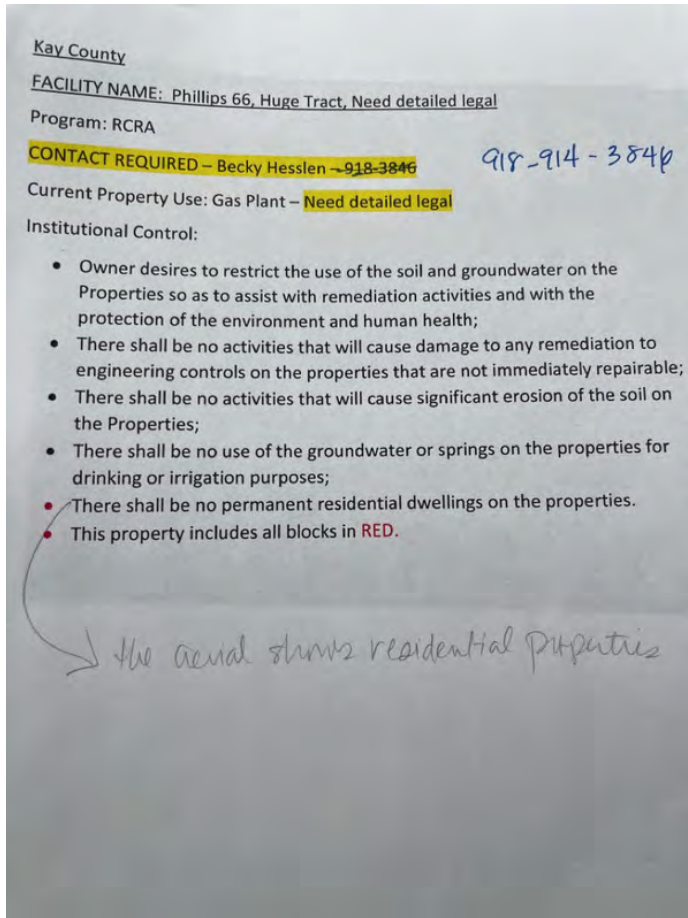 Kay County
FACILITY NAME: Phillips 66, Huge Tract, Need detailed legal
Program: RCRA
CONTACT REQUIRED – Becky Hesslen – 918-3846 918-914-3846
Current Property Use: Gas Plant – Need detailed legal
Institutional Control:
• Owner desires to restrict the use of the soil and groundwater on the
Properties so as to assist with remediation activities and with the
protection of the environment and human health;
• There shall be no activities that will cause damage to any remediation to
engineering controls on the properties that are not immediately repairable;
• There shall be no activities that will cause significant erosion of the soil on
the Properties;
• There shall be no use of the groundwater or springs on the properties for
drinking or irrigation purposes;
• There shall be no permanent residential dwellings on the properties.
• This property includes all blocks in RED.
the aerial shows residential properties